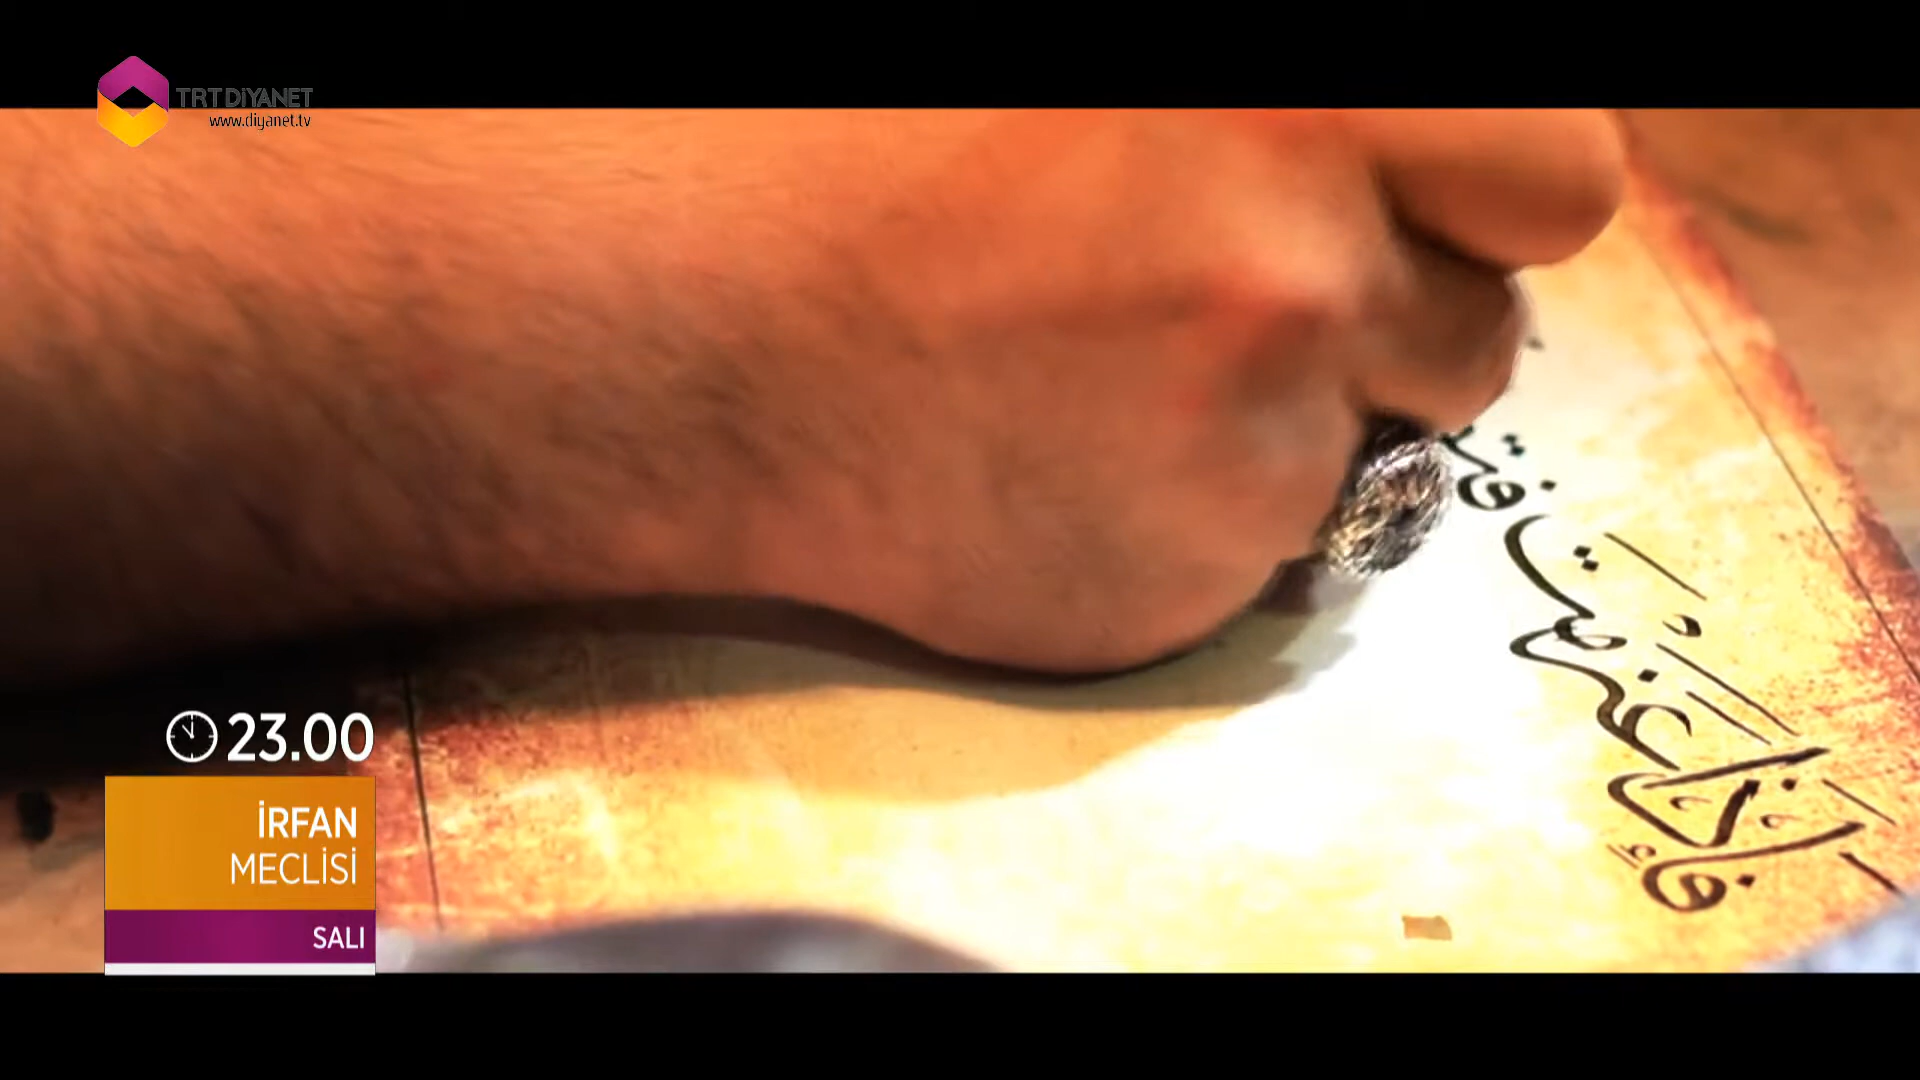 TRT DİYANET
www.diyanet.tv
فَإِذَا عَزَمْتَ فَتَ
23.00
İRFAN
MECLİSİ
SALI